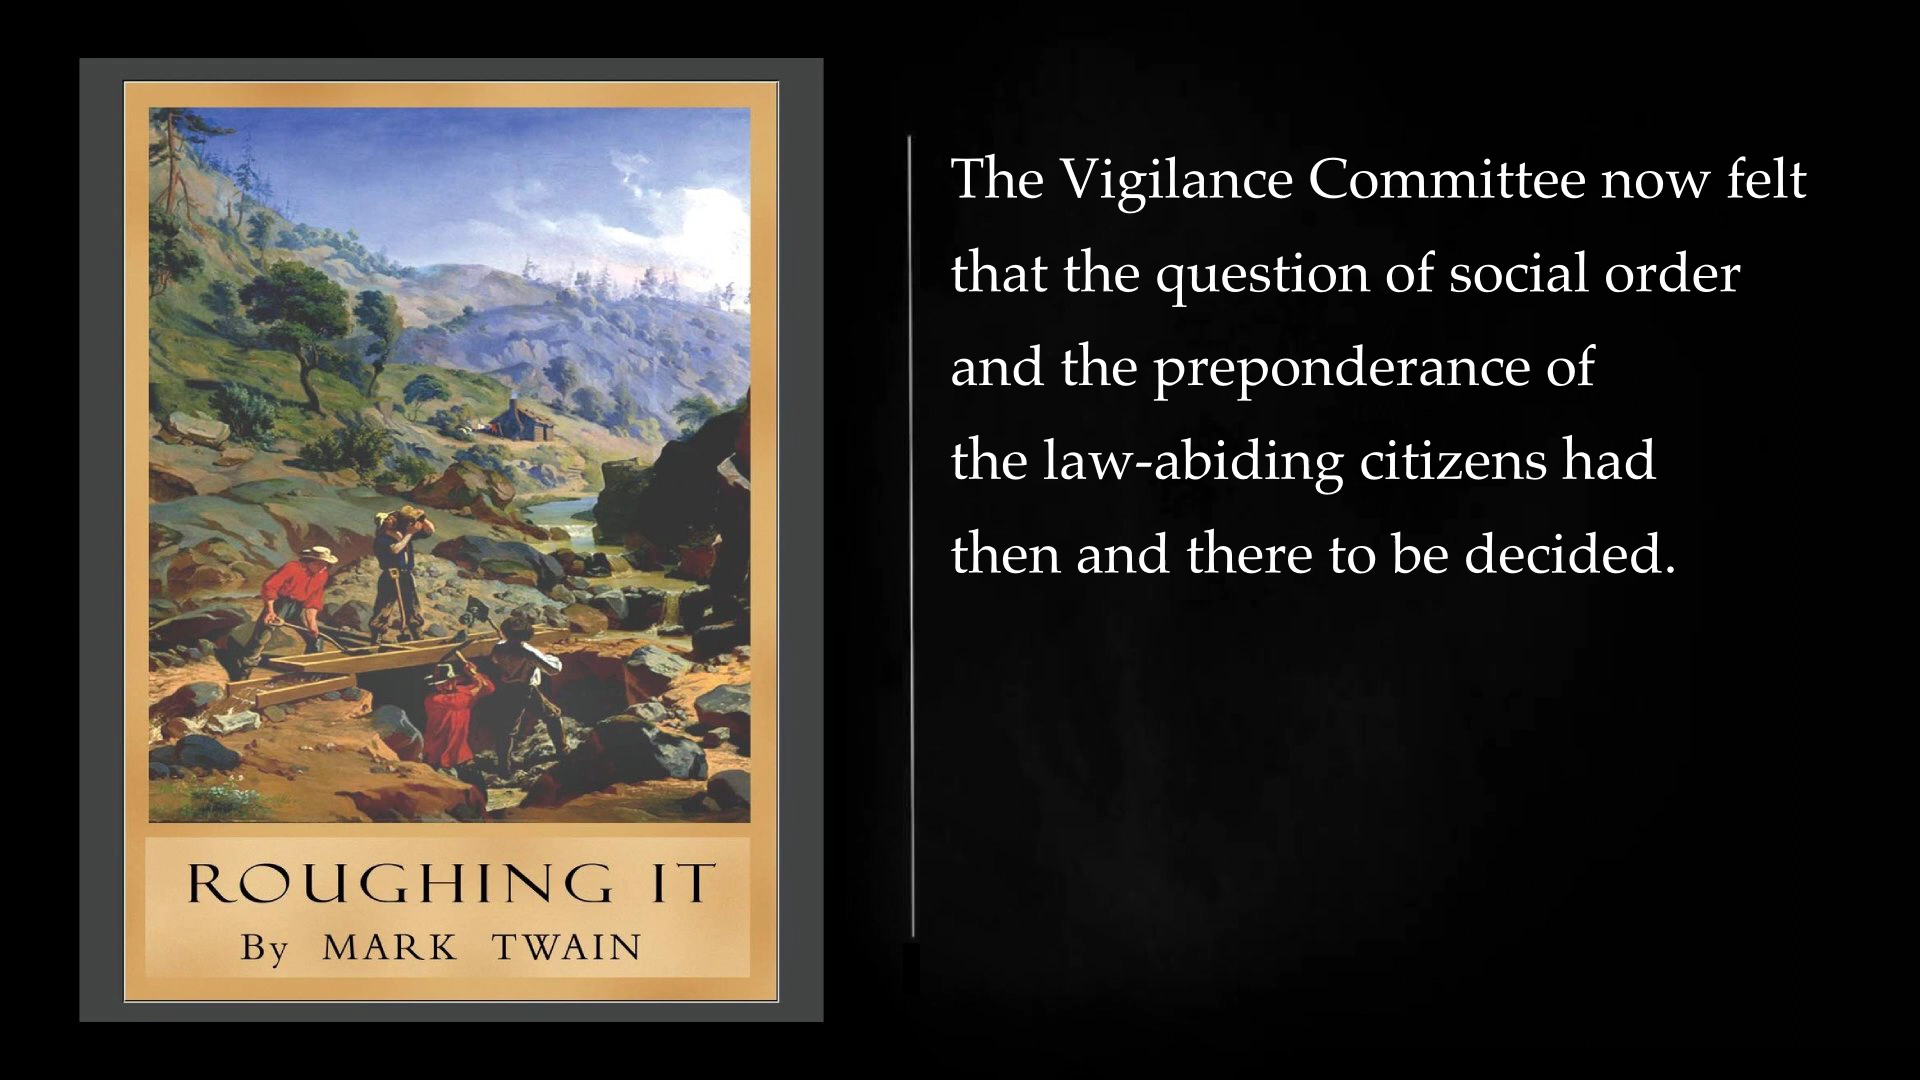 ROUGHING IT
By MARK TWAIN
The Vigilance Committee now felt
that the question of social order
and the preponderance of
the law-abiding citizens had
then and there to be decided.